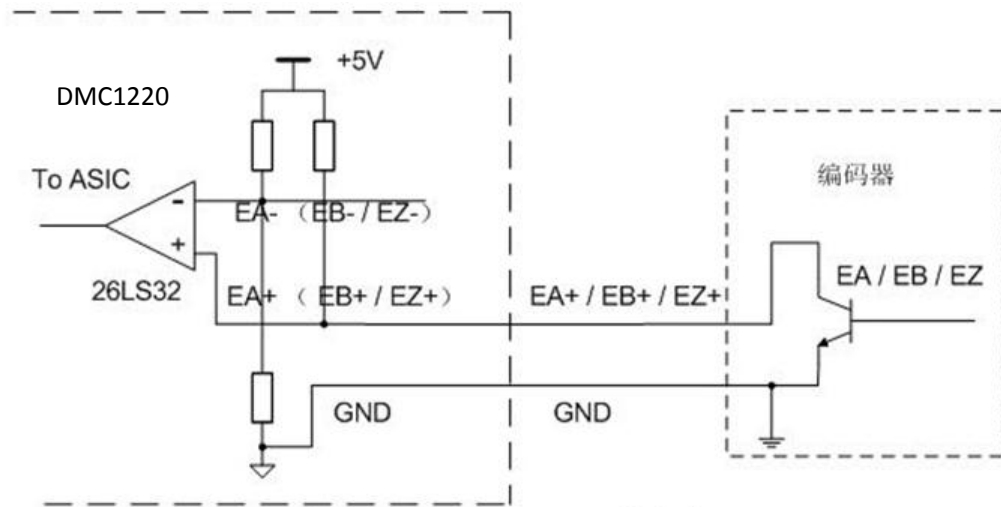 +5V
DMC1220
To ASIC
编码器
-
EA- （EB- / EZ-）
+
26LS32
EA+ （ EB+ / EZ+）
EA+ / EB+ / EZ+
EA / EB / EZ
GND
GND